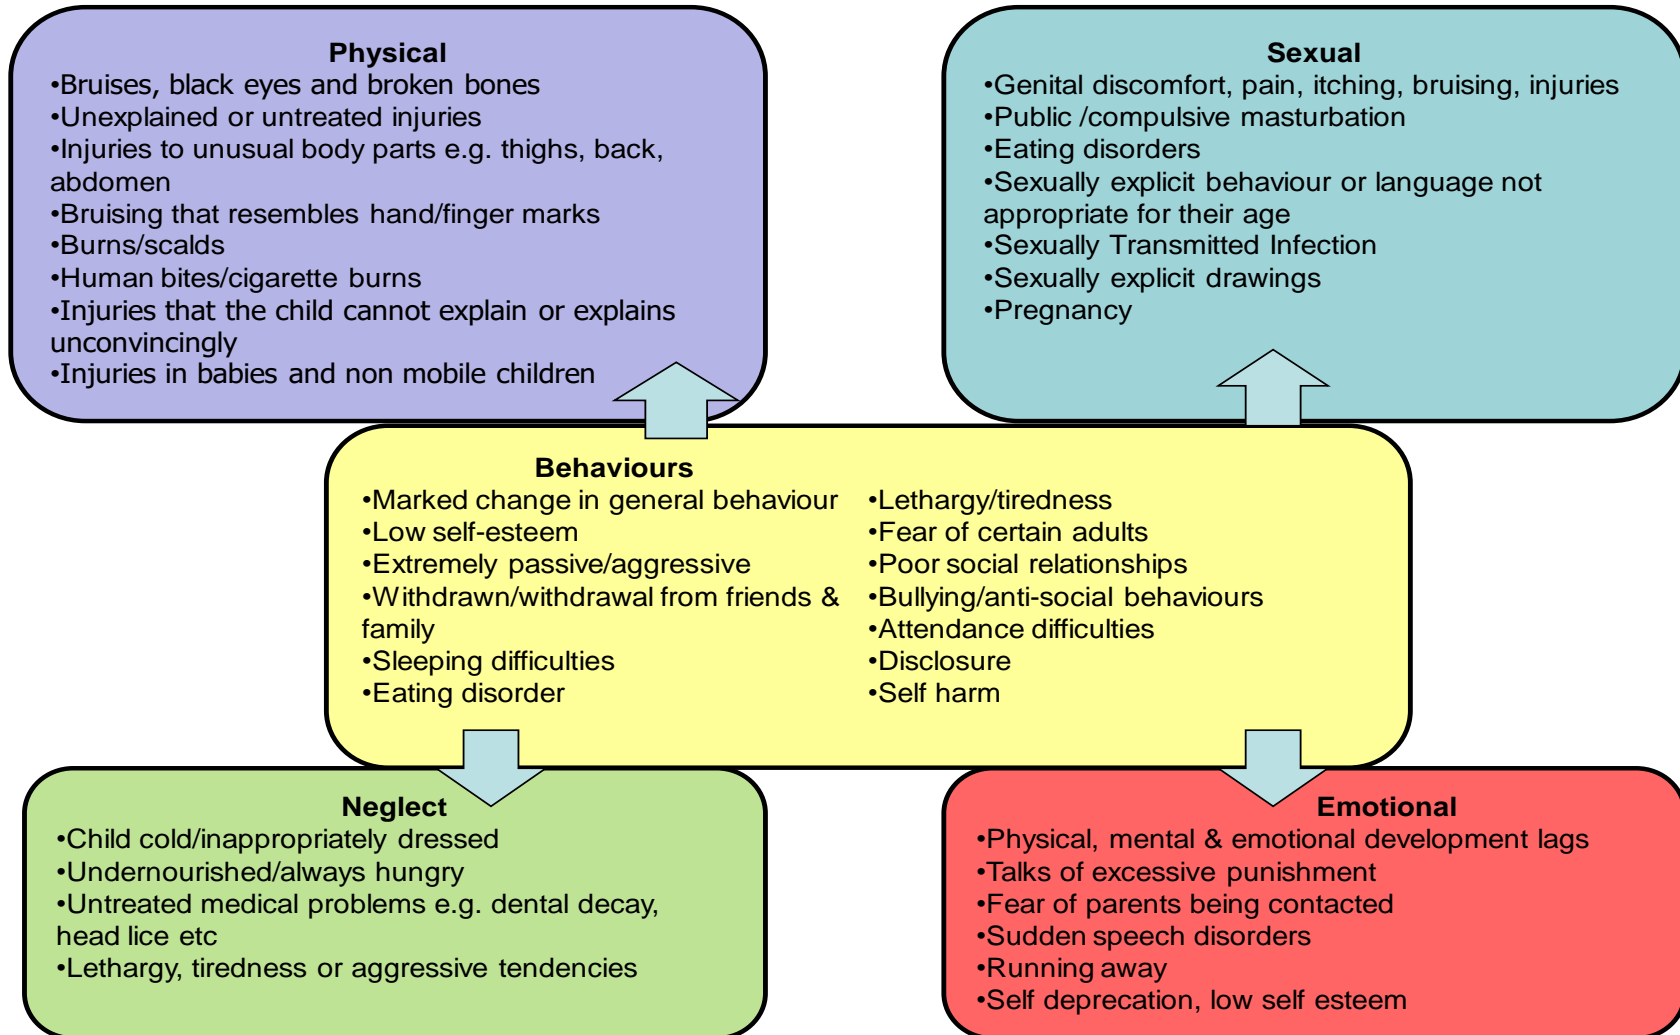 Physical
•Bruises, black eyes and broken bones
•Unexplained or untreated injuries
•Injuries to unusual body parts e.g. thighs, back,
abdomen
•Bruising that resembles hand/finger marks
•Burns/scalds
•Human bites/cigarette burns
•Injuries that the child cannot explain or explains
unconvincingly
•Injuries in babies and non mobile children
Sexual
•Genital discomfort, pain, itching, bruising, injuries
•Public /compulsive masturbation
•Eating disorders
•Sexually explicit behaviour or language not
appropriate for their age
•Sexually Transmitted Infection
•Sexually explicit drawings
•Pregnancy
Behaviours
•Marked change in general behaviour
•Low self-esteem
•Extremely passive/aggressive
•Withdrawn/withdrawal from friends &
family
•Sleeping difficulties
•Eating disorder
•Lethargy/tiredness
•Fear of certain adults
•Poor social relationships
•Bullying/anti-social behaviours
•Attendance difficulties
•Disclosure
•Self harm
Neglect
•Child cold/inappropriately dressed
•Undernourished/always hungry
•Untreated medical problems e.g. dental decay,
head lice etc
•Lethargy, tiredness or aggressive tendencies
Emotional
•Physical, mental & emotional development lags
•Talks of excessive punishment
•Fear of parents being contacted
•Sudden speech disorders
•Running away
•Self deprecation, low self esteem